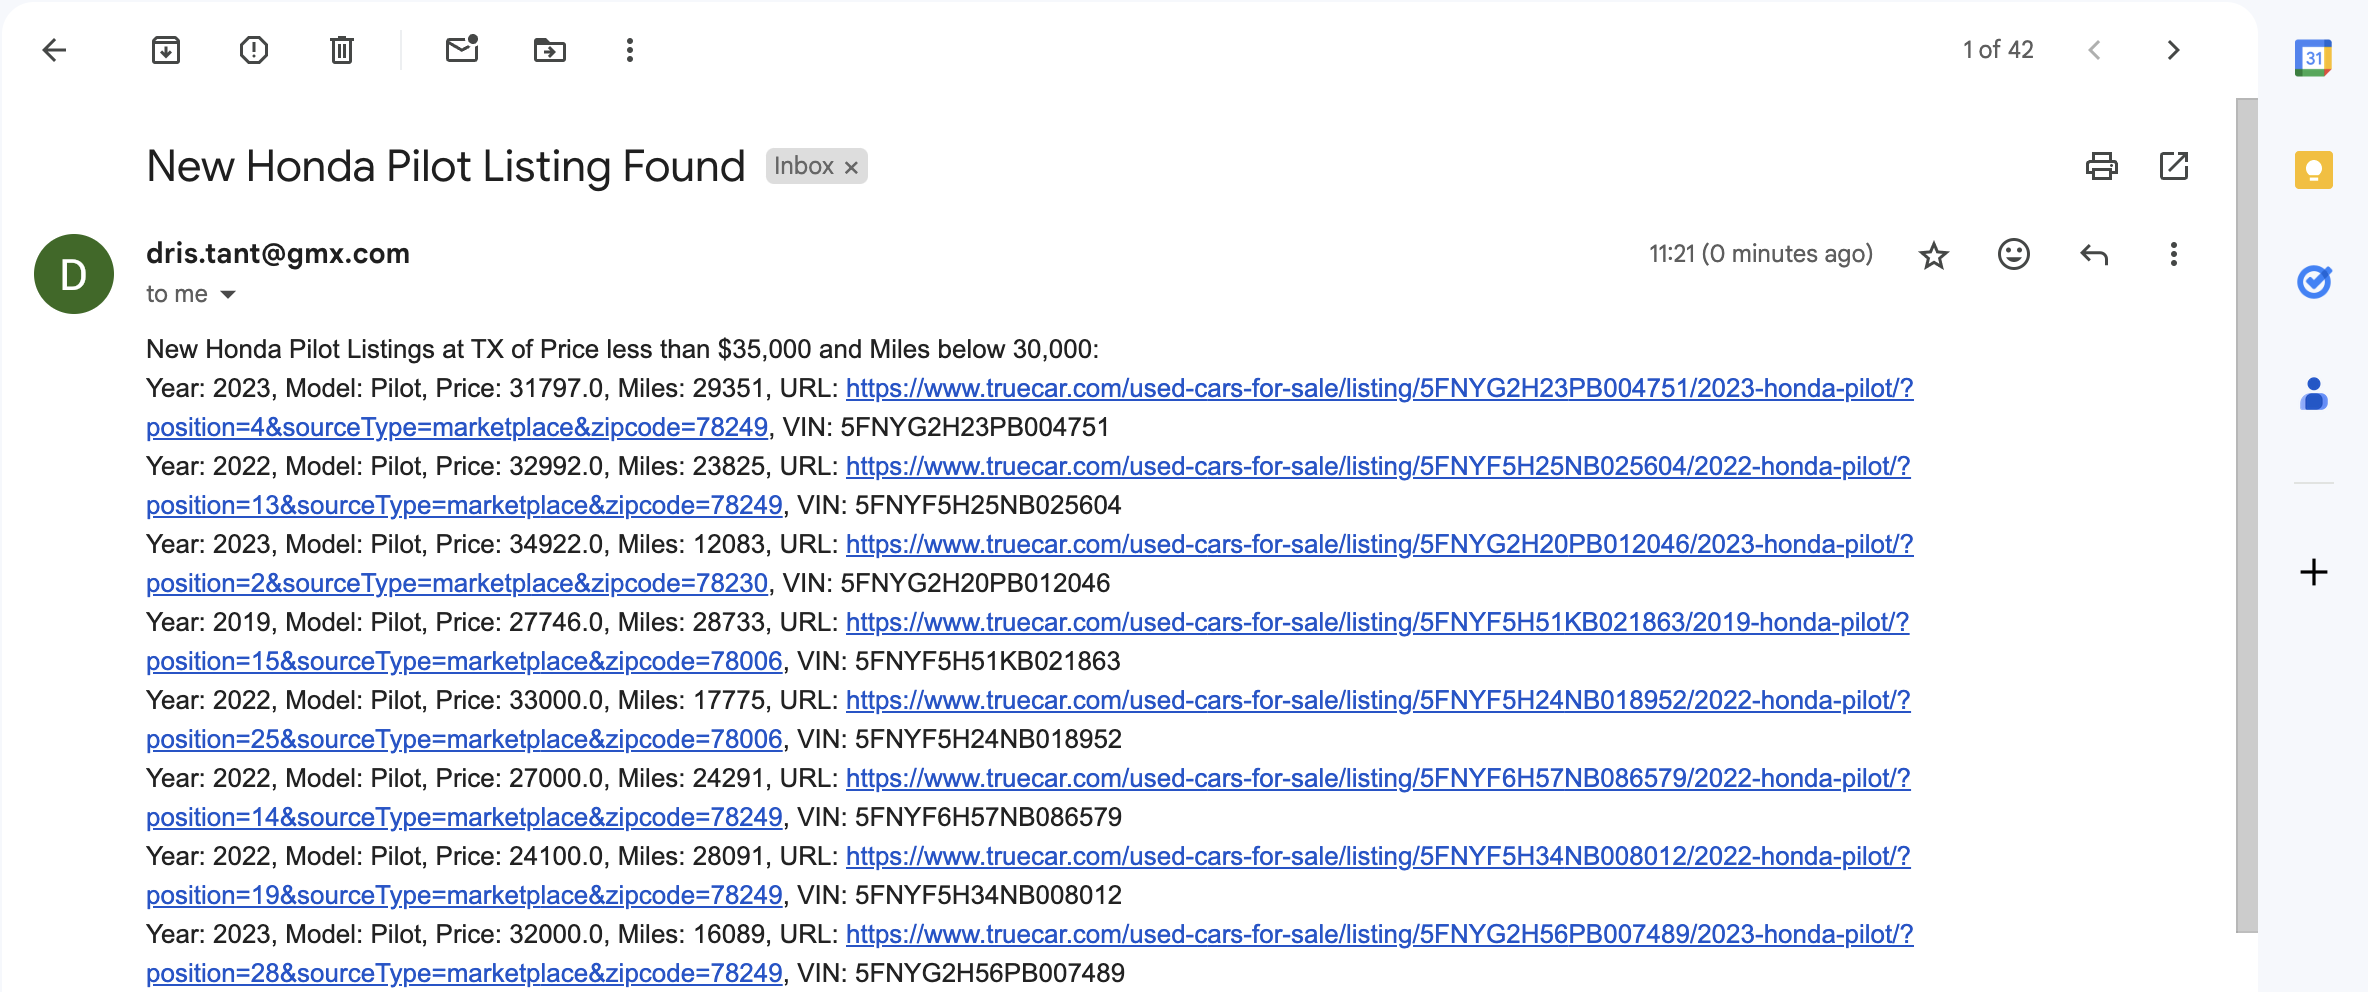 1 of 42
31
New Honda Pilot Listing Found Inbox x
D
dris.tant@gmx.com 11:21 (0 minutes ago)
to me
New Honda Pilot Listings at TX of Price less than $35,000 and Miles below 30,000:
Year: 2023, Model: Pilot, Price: 31797.0, Miles: 29351, URL: https://www.truecar.com/used-cars-for-sale/listing/5FNYG2H23PB004751/2023-honda-pilot/?
position=4&sourceType=marketplace&zipcode=78249, VIN: 5FNYG2H23PB004751
Year: 2022, Model: Pilot, Price: 32992.0, Miles: 23825, URL: https://www.truecar.com/used-cars-for-sale/listing/5FNYF5H25NB025604/2022-honda-pilot/?
position=13&sourceType=marketplace&zipcode=78249, VIN: 5FNYF5H25NB025604
Year: 2023, Model: Pilot, Price: 34922.0, Miles: 12083, URL: https://www.truecar.com/used-cars-for-sale/listing/5FNYG2H20PB012046/2023-honda-pilot/?
position=2&sourceType=marketplace&zipcode=78230, VIN: 5FNYG2H20PB012046
Year: 2019, Model: Pilot, Price: 27746.0, Miles: 28733, URL: https://www.truecar.com/used-cars-for-sale/listing/5FNYF5H51KB021863/2019-honda-pilot/?
position=15&sourceType=marketplace&zipcode=78006, VIN: 5FNYF5H51KB021863
Year: 2022, Model: Pilot, Price: 33000.0, Miles: 17775, URL: https://www.truecar.com/used-cars-for-sale/listing/5FNYF5H24NB018952/2022-honda-pilot/?
position=25&sourceType=marketplace&zipcode=78006, VIN: 5FNYF5H24NB018952
Year: 2022, Model: Pilot, Price: 27000.0, Miles: 24291, URL: https://www.truecar.com/used-cars-for-sale/listing/5FNYF6H57NB086579/2022-honda-pilot/?
position=14&sourceType=marketplace&zipcode=78249, VIN: 5FNYF6H57NB086579
Year: 2022, Model: Pilot, Price: 24100.0, Miles: 28091, URL: https://www.truecar.com/used-cars-for-sale/listing/5FNYF5H34NB008012/2022-honda-pilot/?
position=19&sourceType=marketplace&zipcode=78249, VIN: 5FNYF5H34NB008012
Year: 2023, Model: Pilot, Price: 32000.0, Miles: 16089, URL: https://www.truecar.com/used-cars-for-sale/listing/5FNYG2H56PB007489/2023-honda-pilot/?
position=28&sourceType=marketplace&zipcode=78249, VIN: 5FNYG2H56PB007489